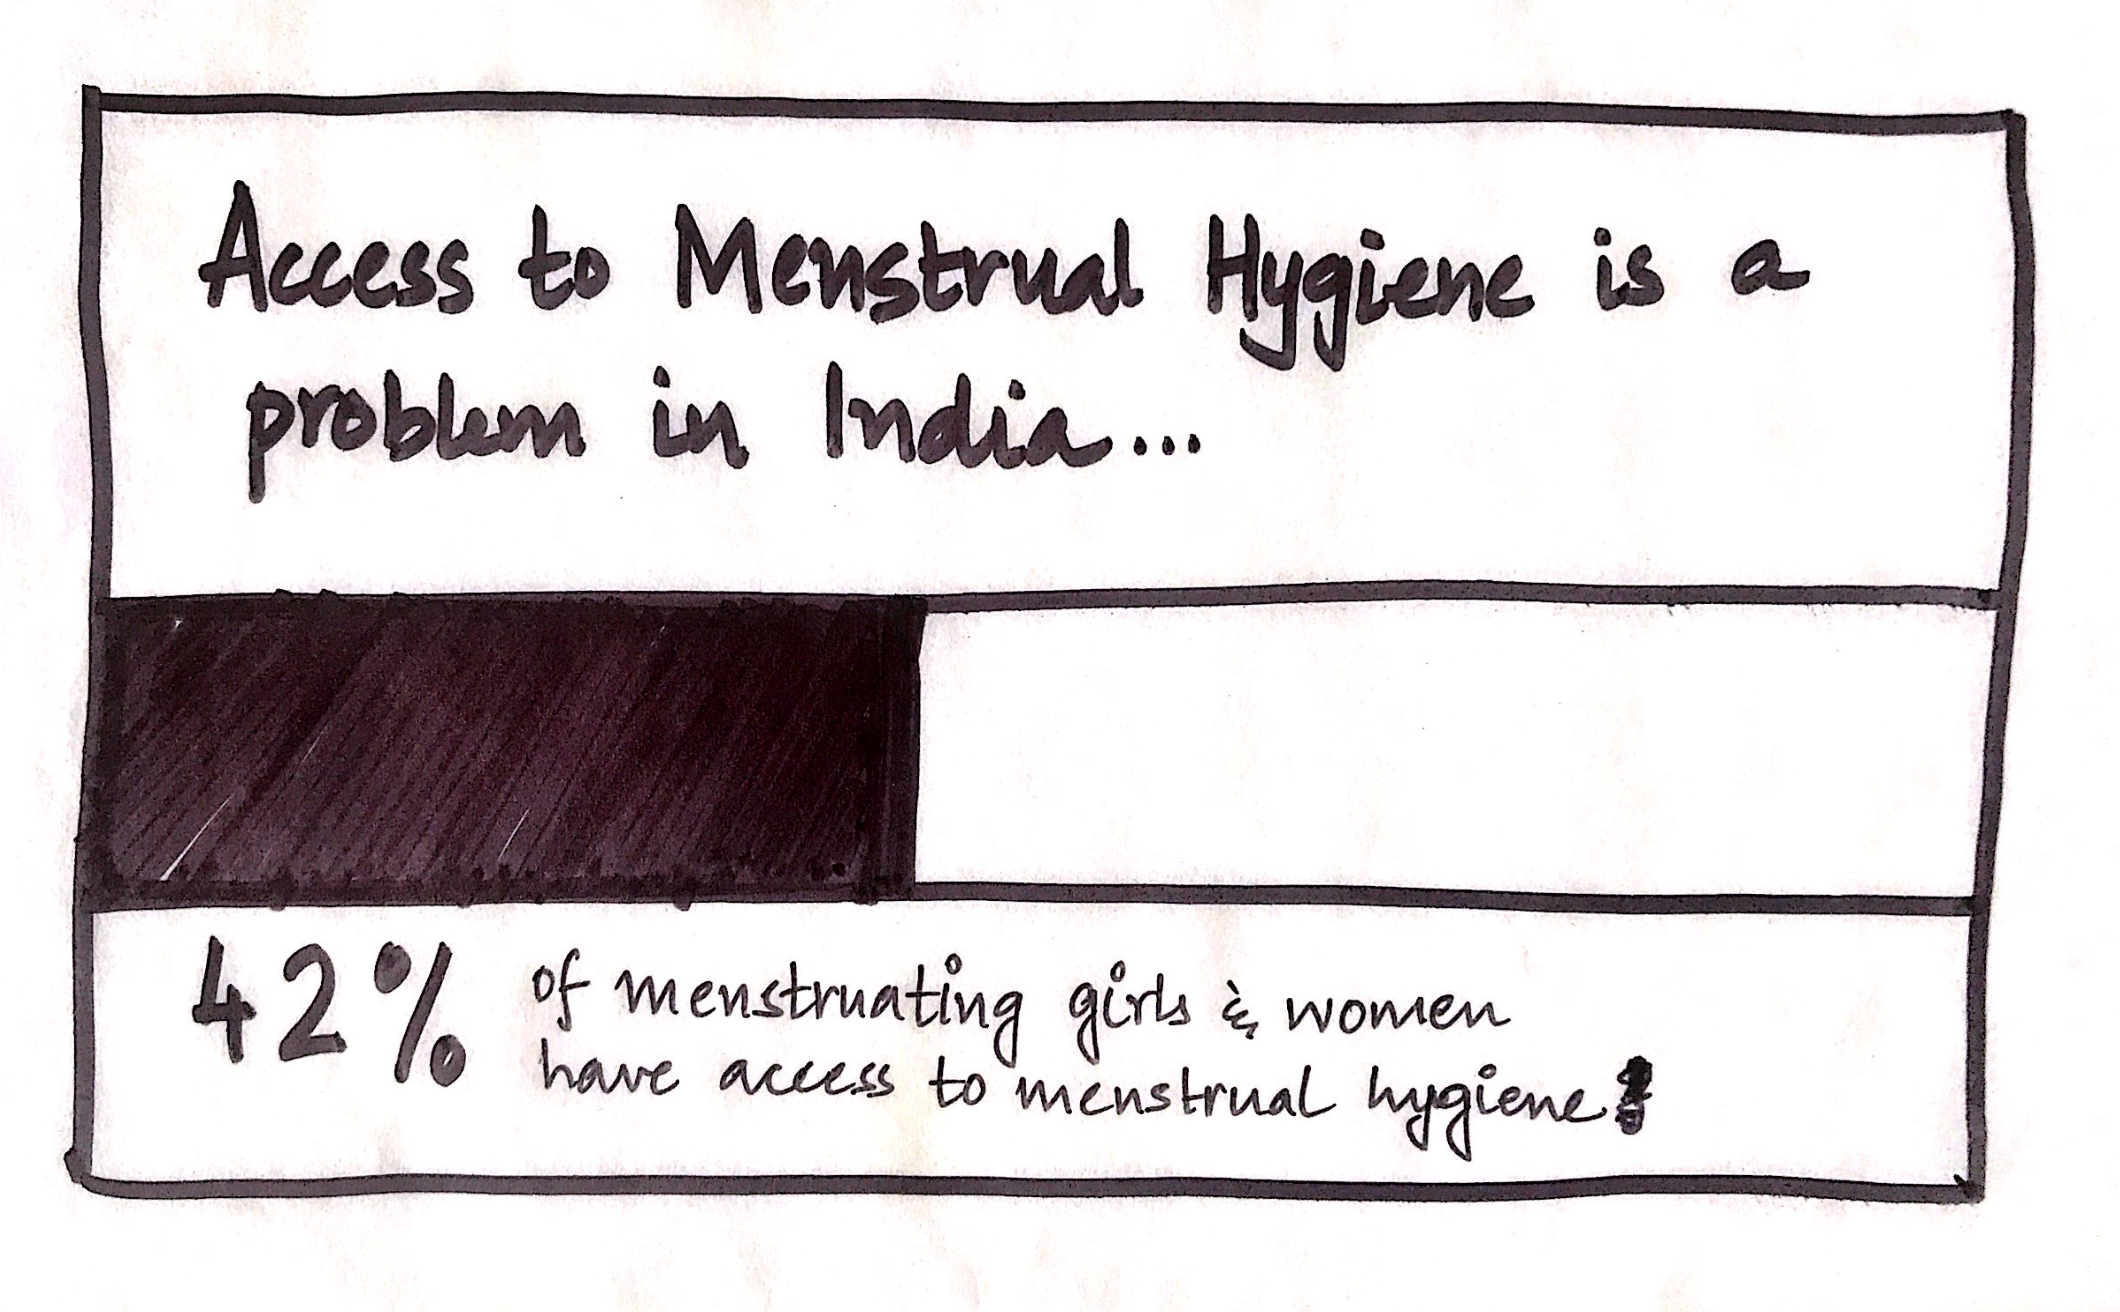 Access to Menstrual Hygiene is a
problem in India...
42% of menstruating girls & women
have access to menstrual hygiene!